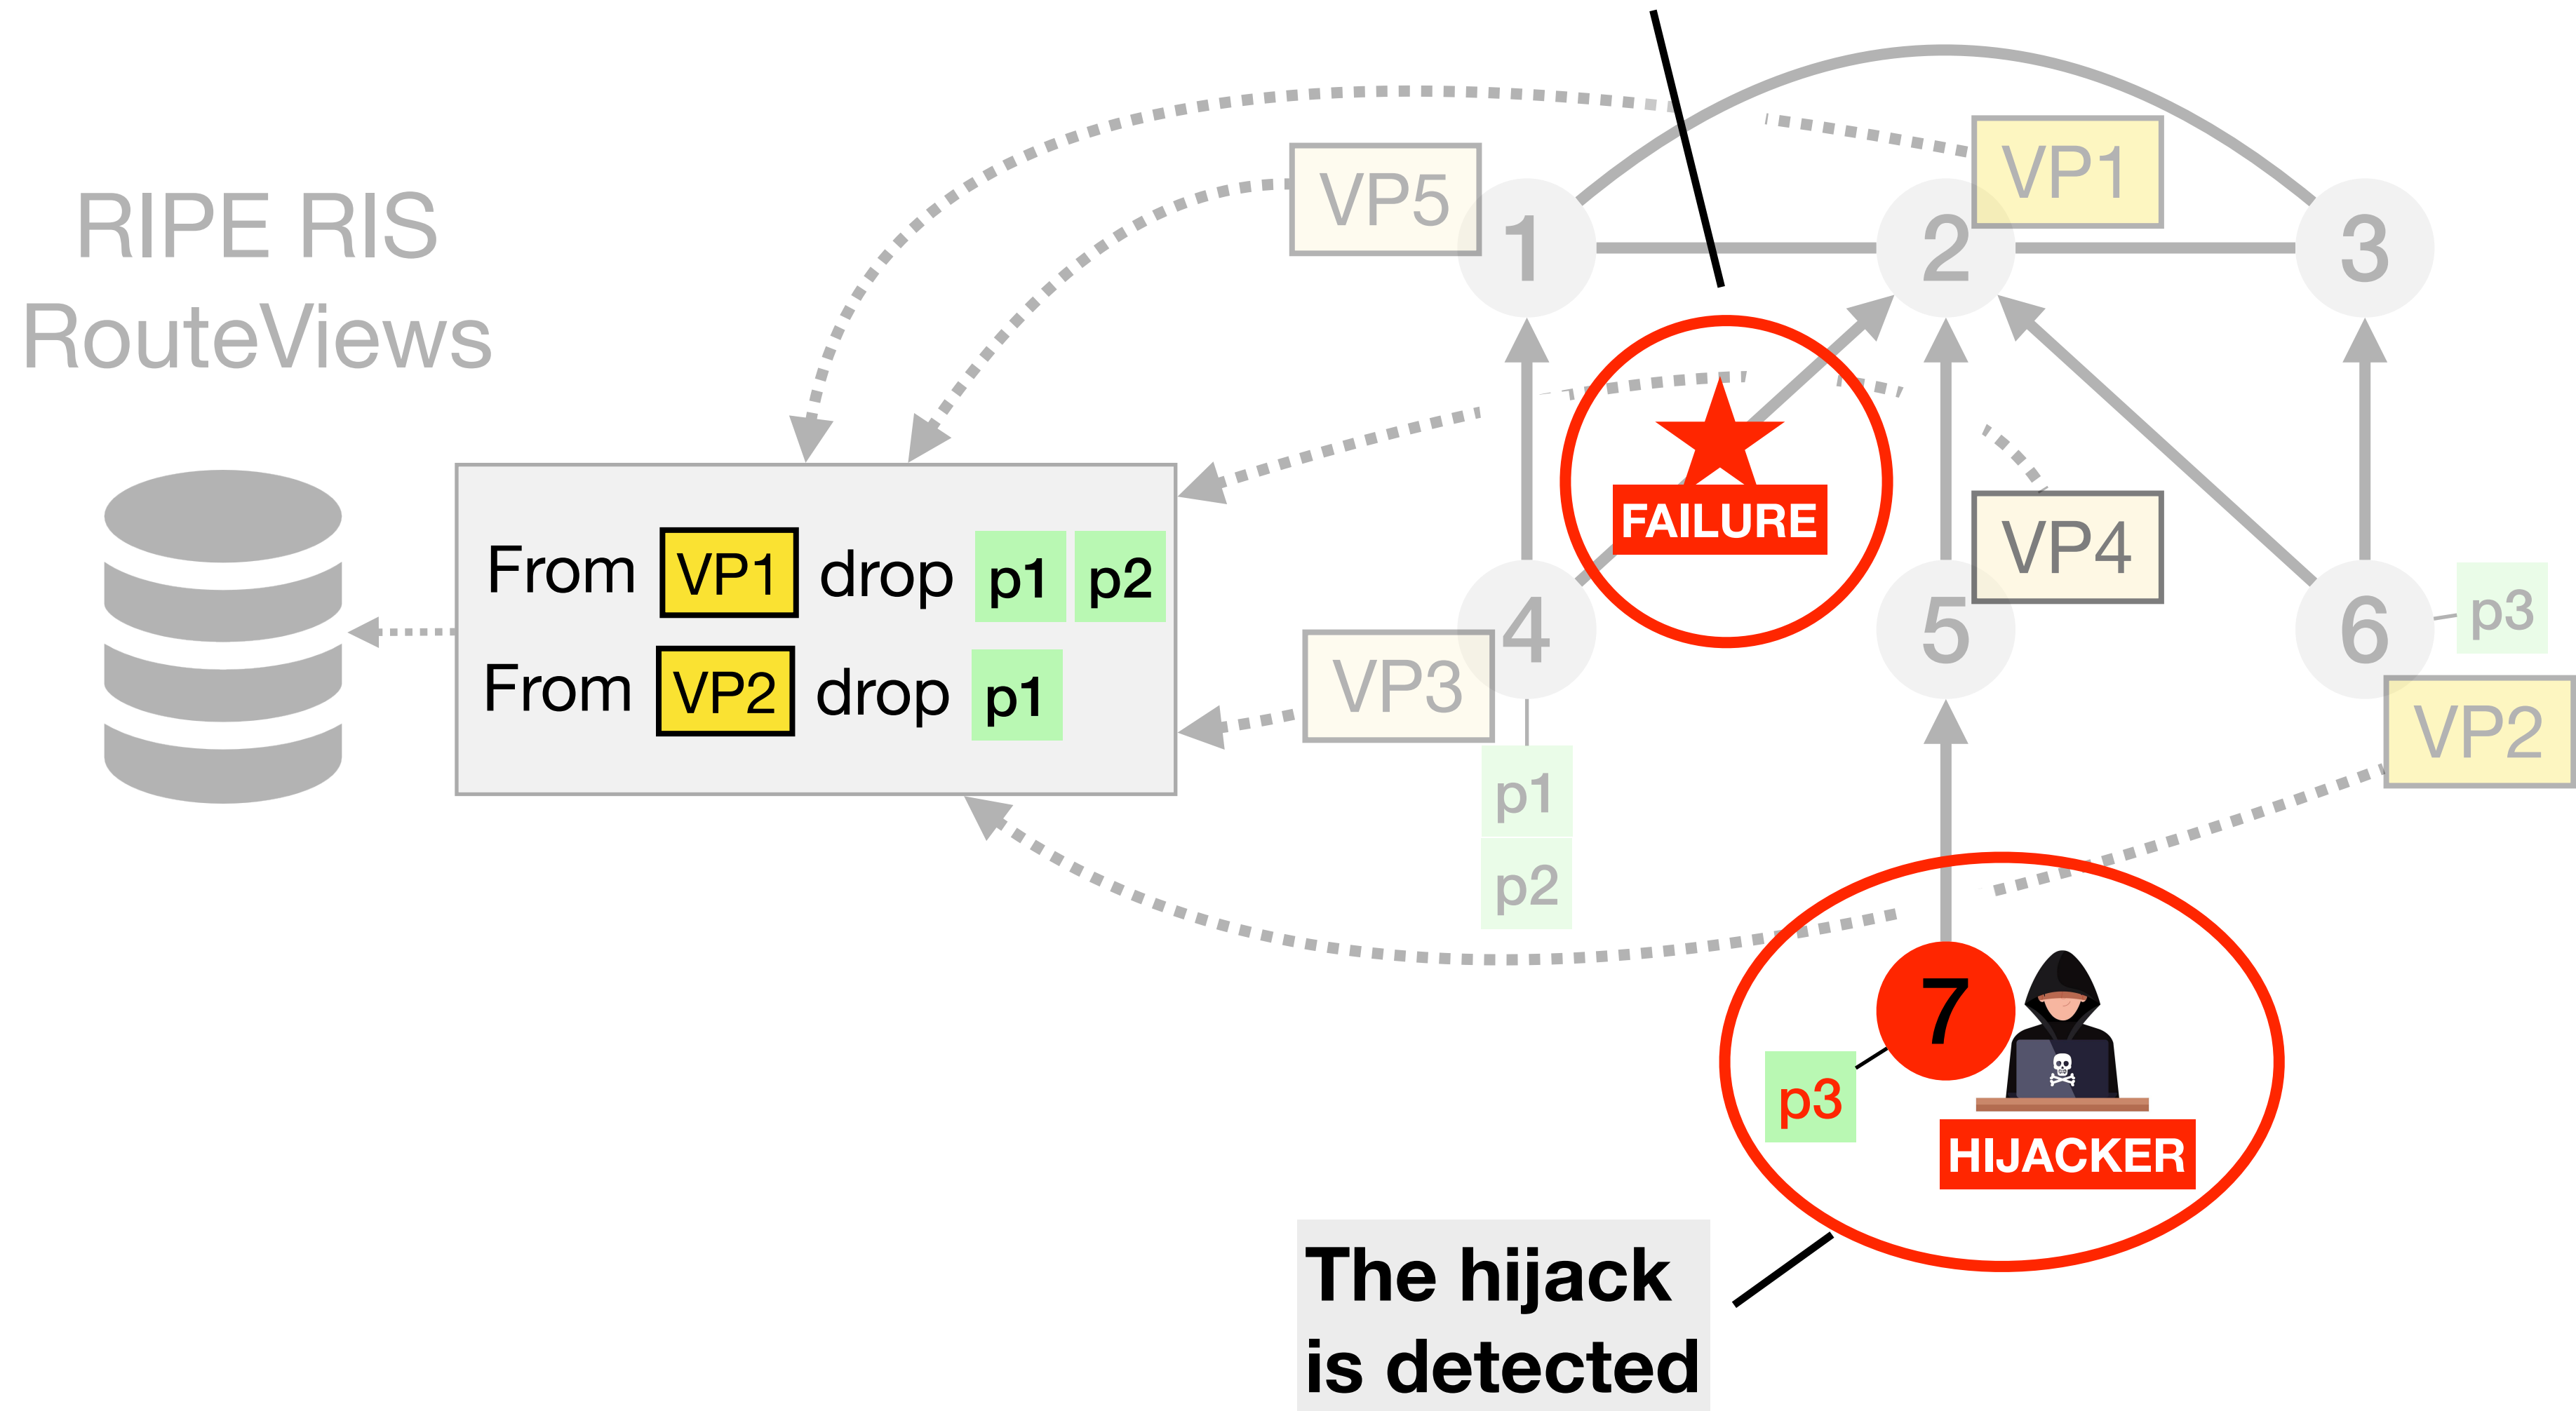 RIPE RIS
RouteViews
From VP1 drop p1 p2
From VP2 drop p1
VP5
1
2
VP1
3
FAILURE
VP4
VP3
4
5
6
p3
VP2
p1
p2
7
p3
HIJACKER
The hijack
is detected